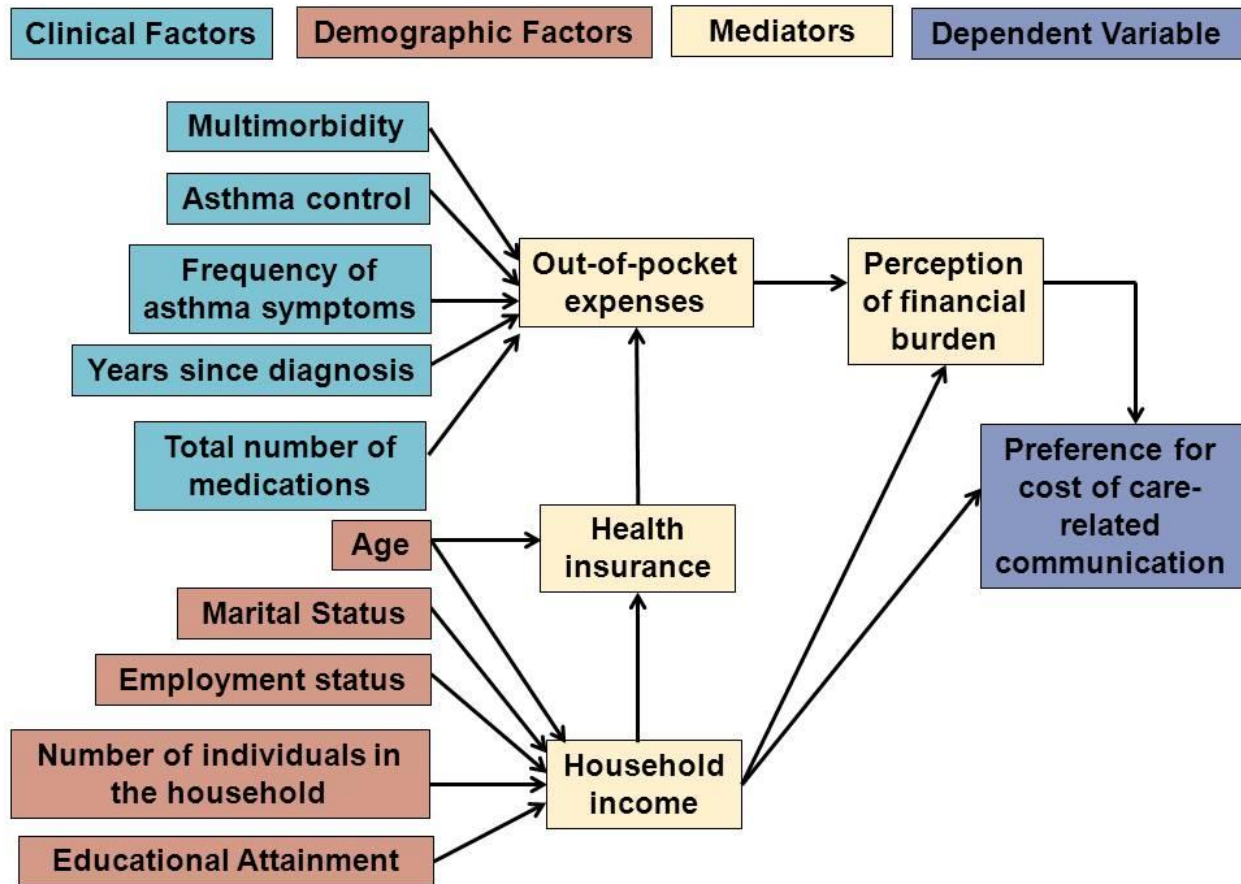 Clinical Factors
Demographic Factors
Mediators
Dependent Variable
Multimorbidity
Asthma control
Frequency of
asthma symptoms
Years since diagnosis
Total number of
medications
Age
Marital Status
Employment status
Number of individuals in
the household
Educational Attainment
Out-of-pocket
expenses
Health
insurance
Household
income
Perception
of financial
burden
Preference for
cost of care-
related
communication